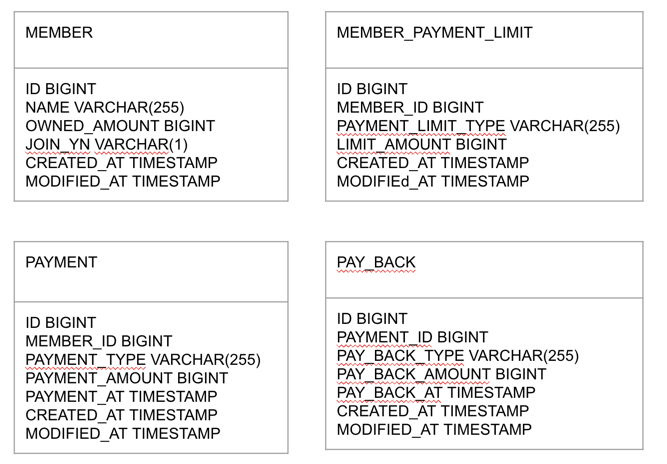 MEMBER
ID BIGINT
NAME VARCHAR(255)
OWNED_AMOUNT BIGINT
JOIN_YN VARCHAR(1)
CREATED_AT TIMESTAMP
MODIFIED_AT TIMESTAMP
MEMBER_PAYMENT_LIMIT
ID BIGINT
MEMBER_ID BIGINT
PAYMENT_LIMIT_TYPE VARCHAR(255)
LIMIT_AMOUNT BIGINT
CREATED_AT TIMESTAMP
MODIFIEd_AT TIMESTAMP
PAYMENT
ID BIGINT
MEMBER_ID BIGINT
PAYMENT_TYPE VARCHAR(255)
PAYMENT_AMOUNT BIGINT
PAYMENT_AT TIMESTAMP
CREATED_AT TIMESTAMP
MODIFIED_AT TIMESTAMP
PAY_BACK
ID BIGINT
PAYMENT_ID BIGINT
PAY_BACK_TYPE VARCHAR(255)
PAY_BACK_AMOUNT BIGINT
PAY_BACK_AT TIMESTAMP
CREATED_AT TIMESTAMP
MODIFIED_AT TIMESTAMP